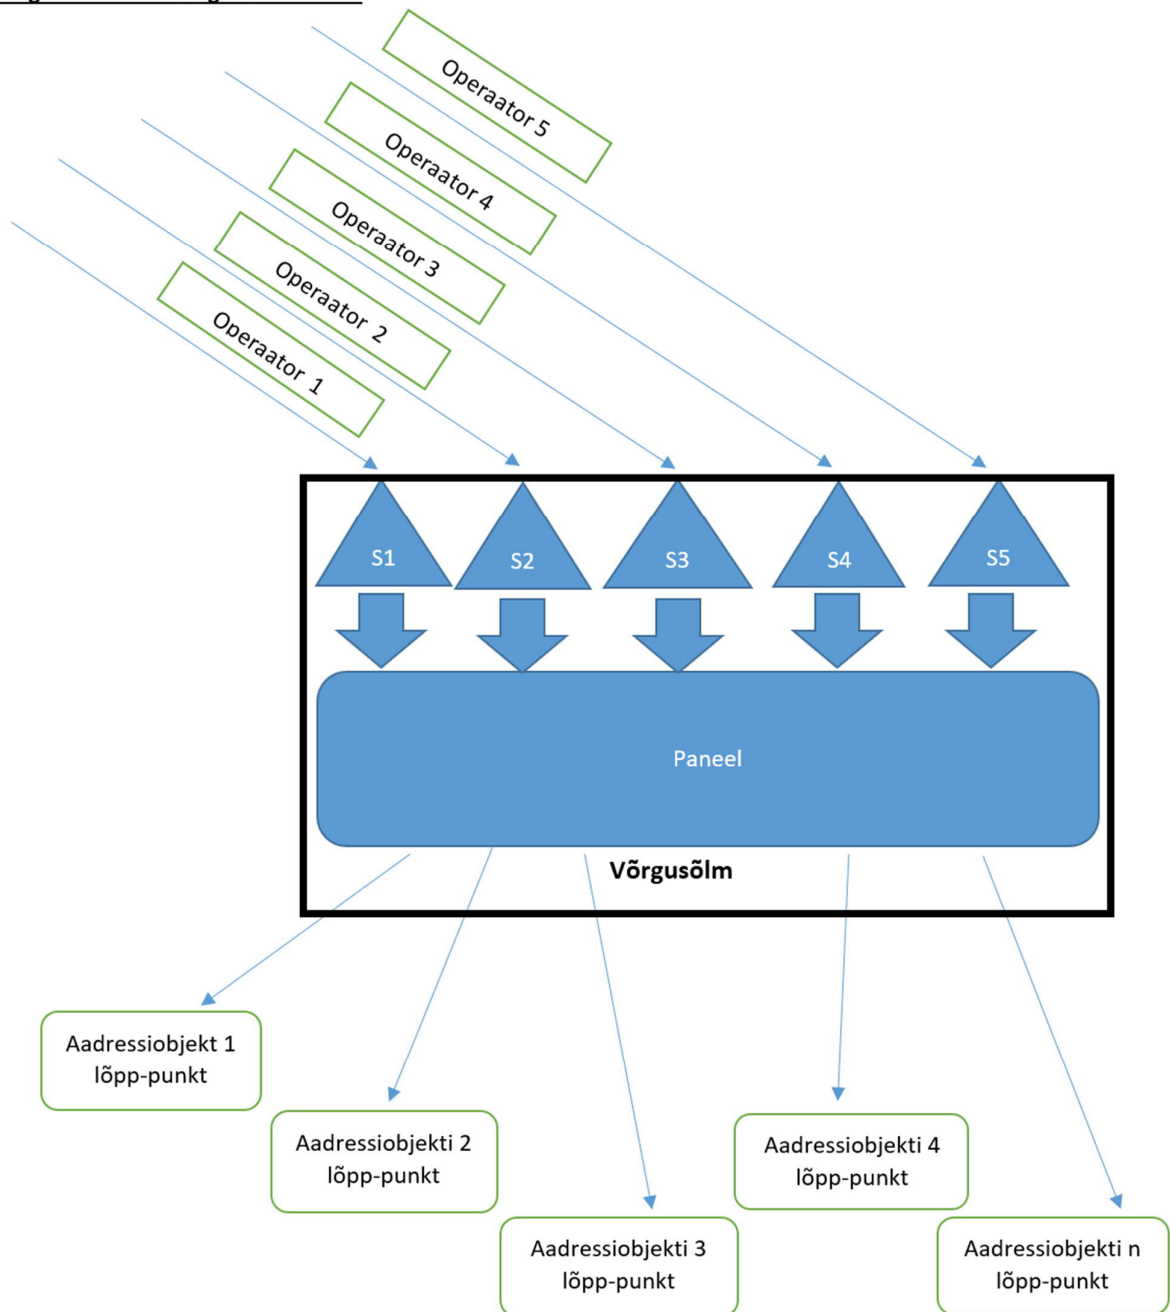 Operaator 5
Operaator 4
Operaator 3
Operaator 2
Operaator 1
S1
S2
S3
S4
S5
Paneel
Võrgusõlm
Aadressiobjekt 1
lõpp-punkt
Aadressiobjekti 2
lõpp-punkt
Aadressiobjekti 4
lõpp-punkt
Aadressiobjekti 3
lõpp-punkt
Aadressiobjekti n
lõpp-punkt